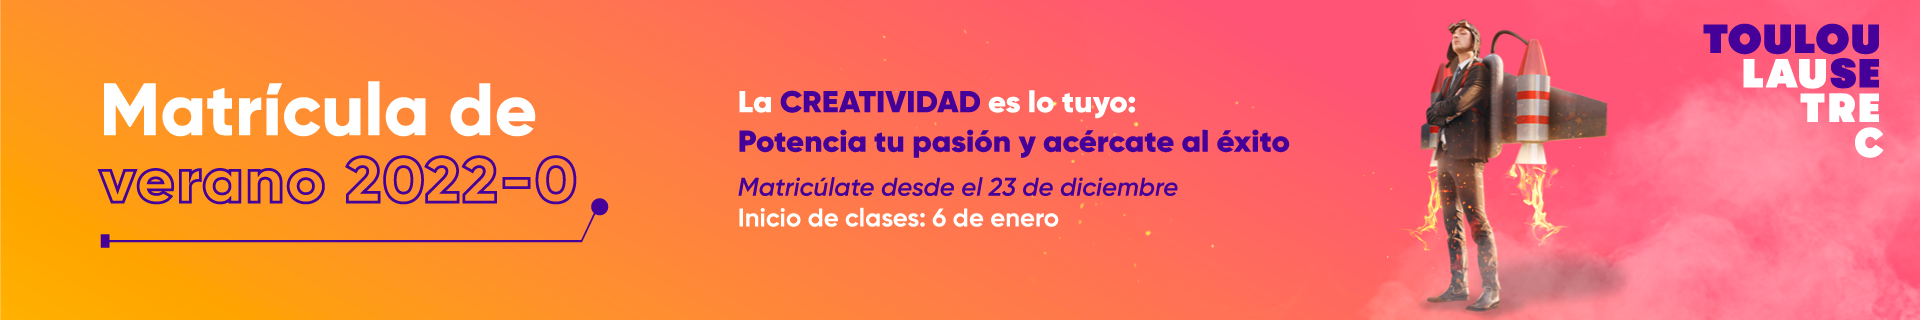 Matrícula de
verano 2022-0
La CREATIVIDAD es lo tuyo:
Potencia tu pasión y acércate al éxito
Matricúlate desde el 23 de diciembre
Inicio de clases: 6 de enero
TOULOU
LAUSE
TRE
C